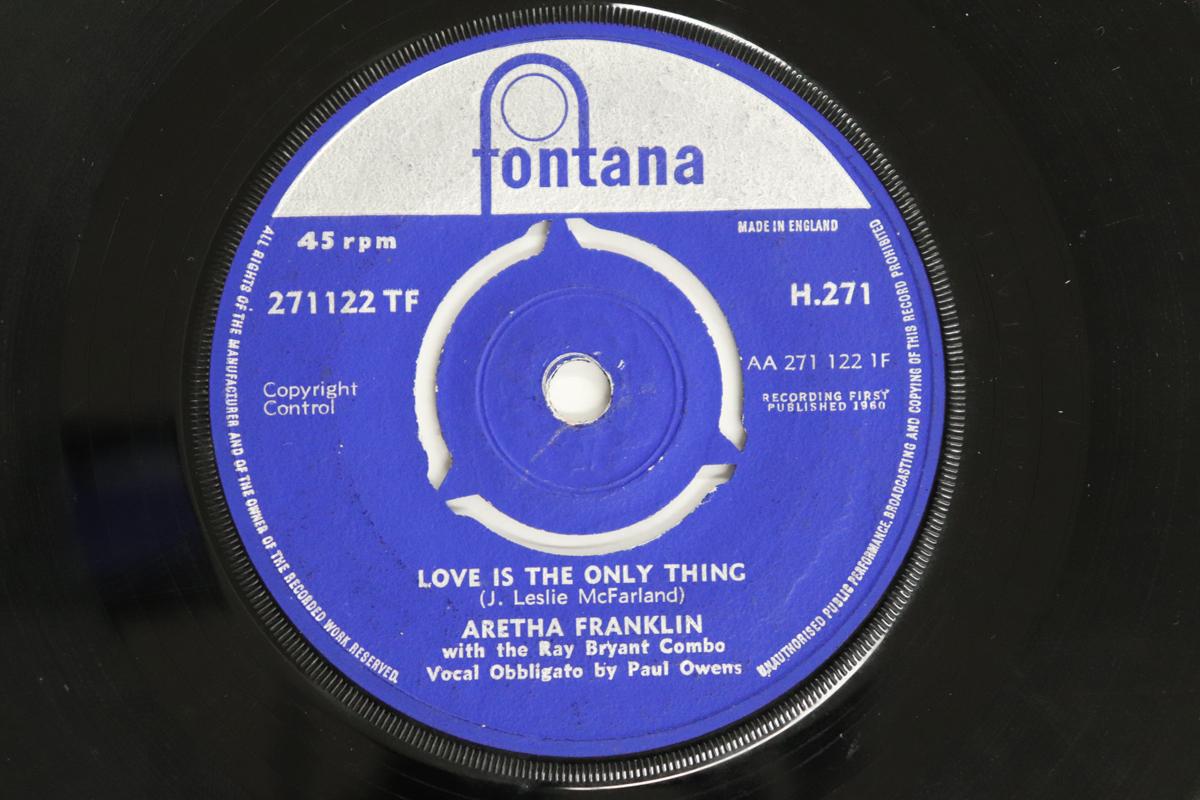 fontana
45 rpm
MADE IN ENGLAND
271122 TF
H.271
AA 271 122 1F
Copyright
Control
RECORDING FIRST
PUBLISHED 1960
LOVE IS THE ONLY THING
(J. Leslie McFarland)
ARETHA FRANKLIN
with the Ray Bryant Combo
Vocal Obbligato by Paul Owens
ALL RIGHTS OF THE MANUFACTURER AND OF THE OWNER OF THE RECORDED WORK RESERVED.
UNAUTHORISED PUBLIC PERFORMANCE, BROADCASTING AND COPYING OF THIS RECORD PROHIBITED